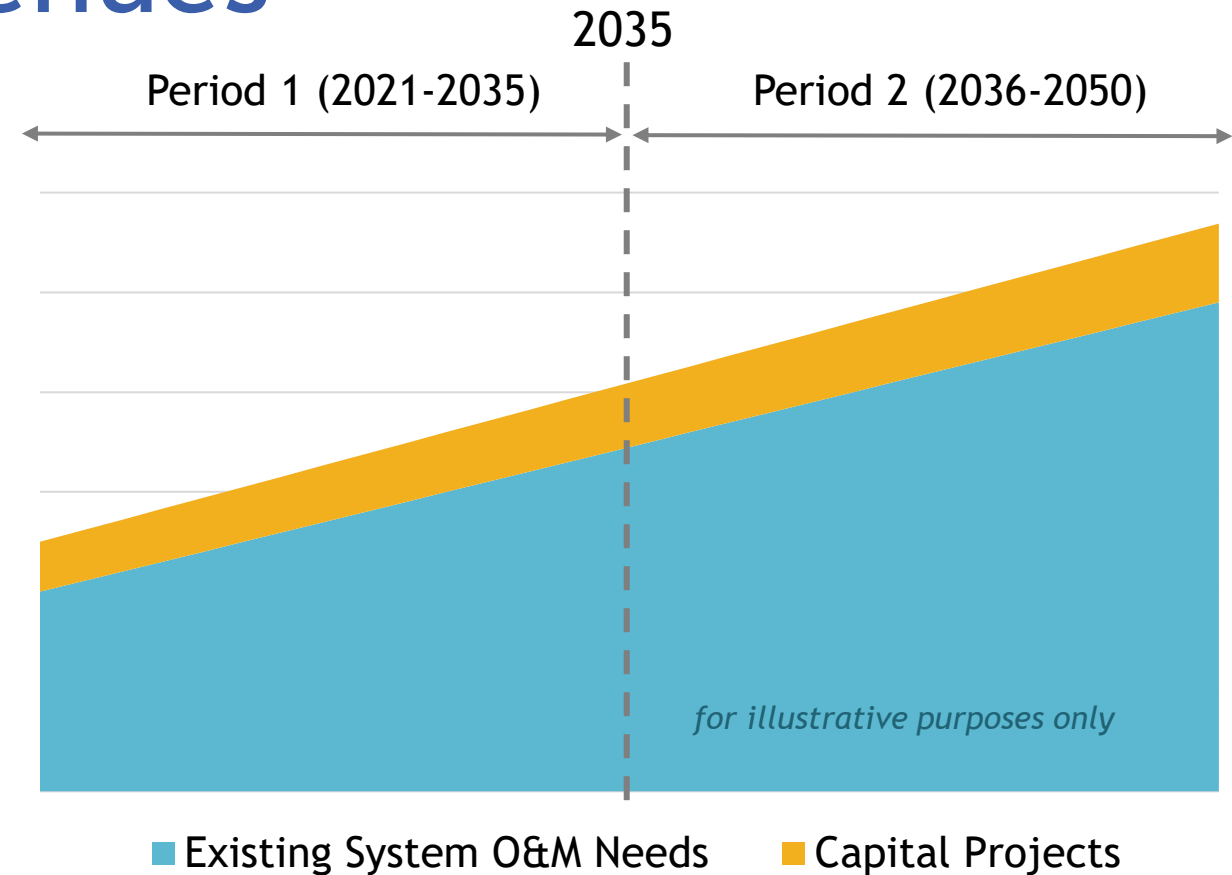 2035
Period 1 (2021-2035)
Period 2 (2036-2050)
for illustrative purposes only
Existing System O&M Needs
Capital Projects